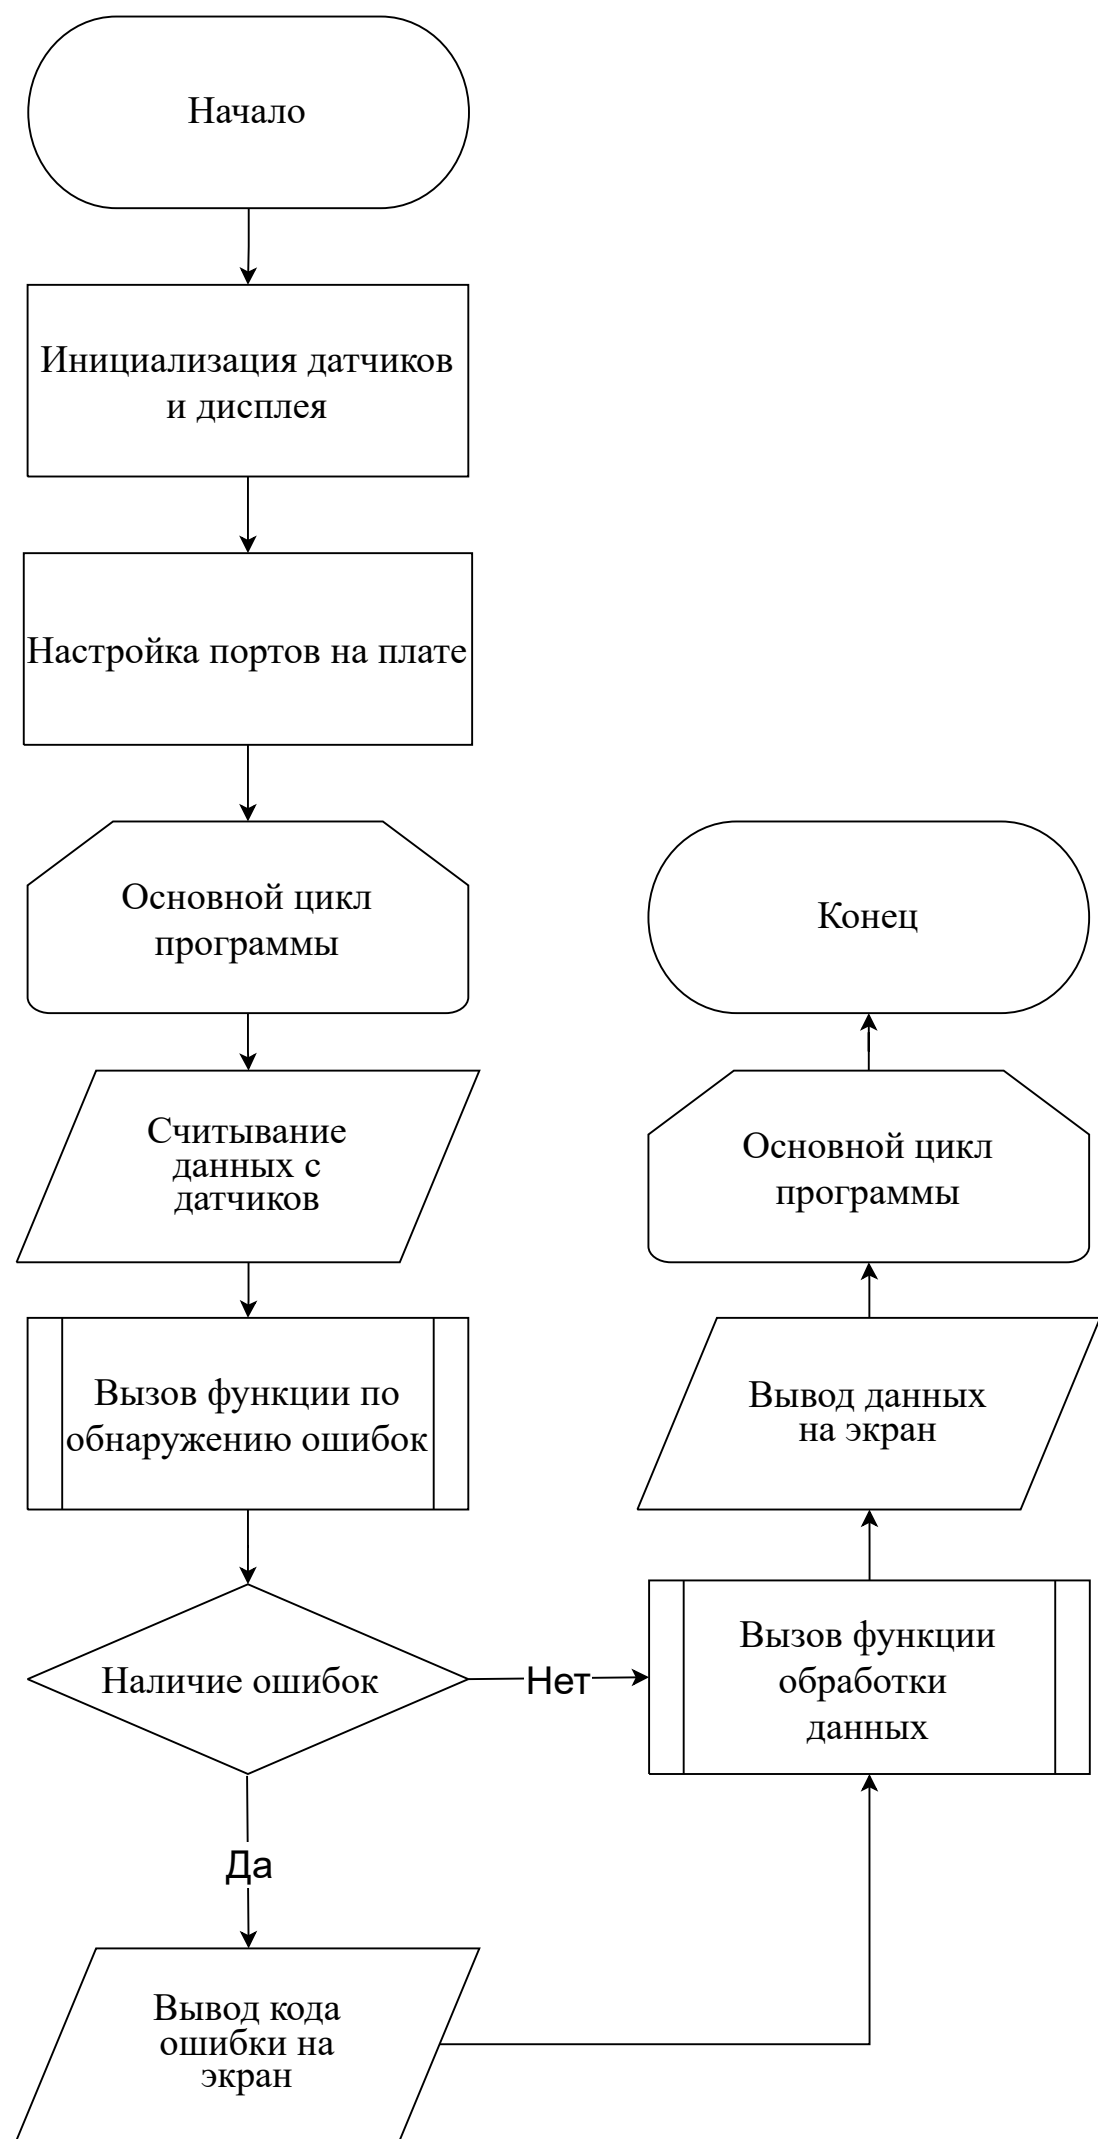 Начало
Инициализация датчиков
и дисплея
Настройка портов на плате
Основной цикл
программы
Считывание
данных с
датчиков
Вызов функции по
обнаружению ошибок
Наличие ошибок
Нет
Да
Вывод кода
ошибки на
экран
Вызов функции
обработки
данных
Вывод данных
на экран
Основной цикл
программы
Конец